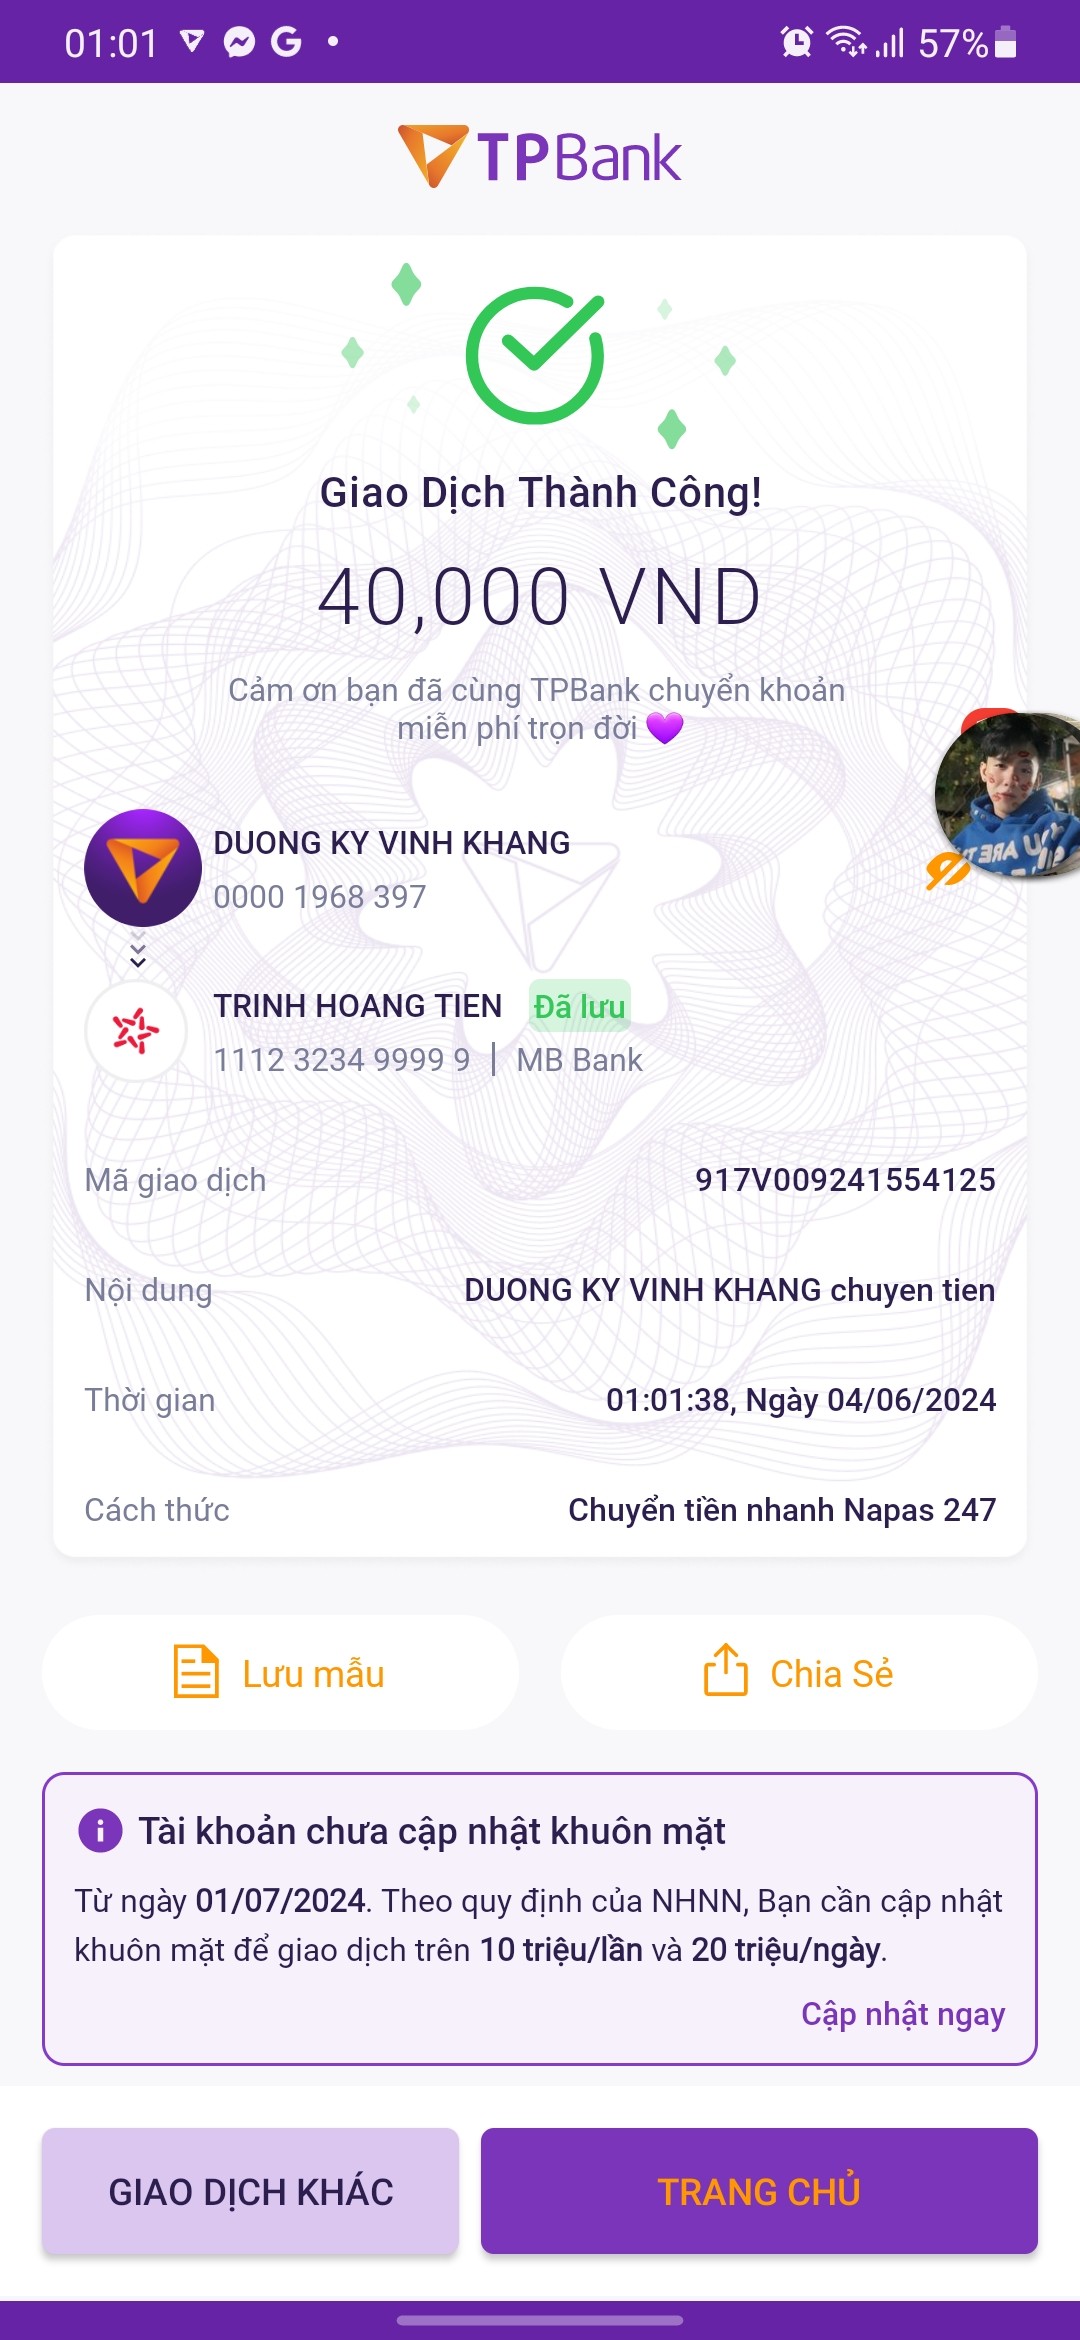 01:01
57%
TPBank
Giao Dịch Thành Công!
40,000 VND
Cảm ơn bạn đã cùng TPBank chuyển khoản
miễn phí trọn đời 💜
DUONG KY VINH KHANG
0000 1968 397
TRINH HOANG TIEN Đã lưu
1112 3234 9999 9 | MB Bank
Mã giao dịch 917V009241554125
Nội dung DUONG KY VINH KHANG chuyen tien
Thời gian 01:01:38, Ngày 04/06/2024
Cách thức Chuyển tiền nhanh Napas 247
Lưu mẫu
Chia Sẻ
Tài khoản chưa cập nhật khuôn mặt
Từ ngày 01/07/2024. Theo quy định của NHNN, Bạn cần cập nhật
khuôn mặt để giao dịch trên 10 triệu/lần và 20 triệu/ngày.
Cập nhật ngay
GIAO DỊCH KHÁC
TRANG CHỦ